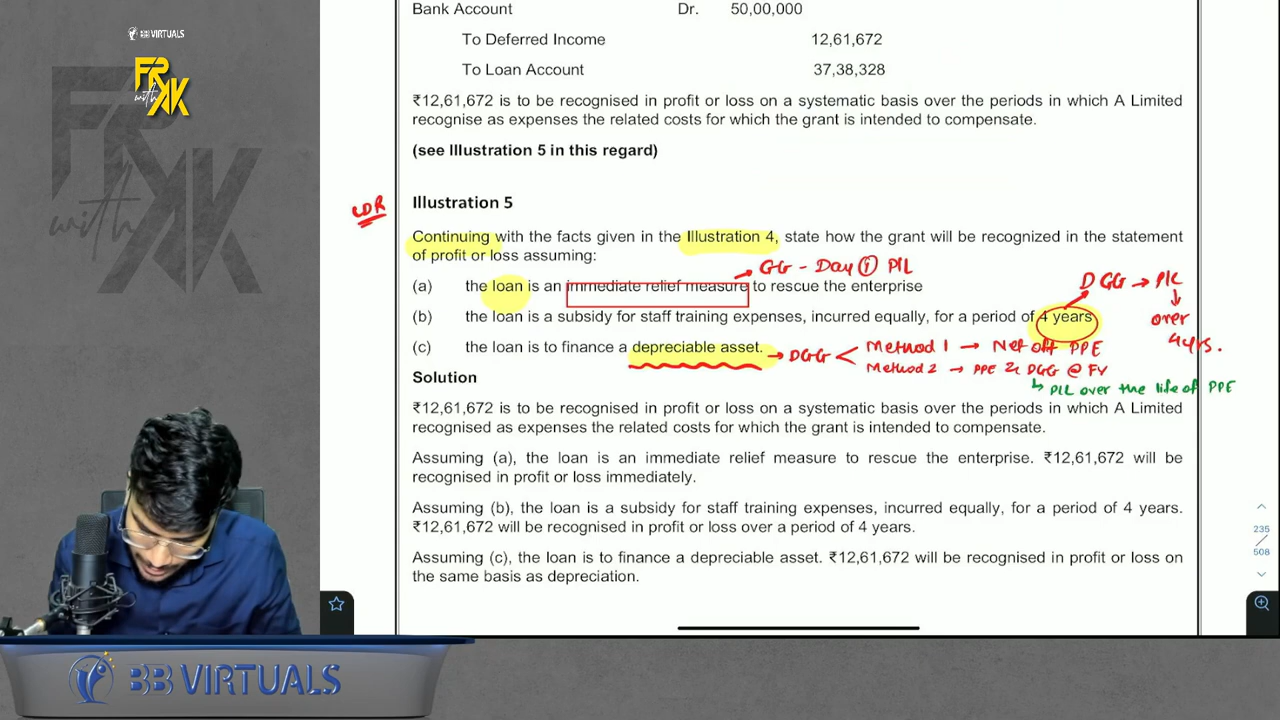 BB VIRTUALS
FR
with
AK
FR
with AK
Bank Account Dr. 50,00,000
To Deferred Income 12,61,672
To Loan Account 37,38,328
₹12,61,672 is to be recognised in profit or loss on a systematic basis over the periods in which A Limited
recognise as expenses the related costs for which the grant is intended to compensate.
(see Illustration 5 in this regard)
Illustration 5
Continuing with the facts given in the Illustration 4, state how the grant will be recognized in the statement
of profit or loss assuming:
GG - Day ① P/L
(a) the loan is an immediate relief measure to rescue the enterprise
DGG → P/L
↓
over
4 yrs.
(b) the loan is a subsidy for staff training expenses, incurred equally, for a period of 4 years
(c) the loan is to finance a depreciable asset. → DGG < Method 1 → Net off PPE
Method 2 → PPE & DGG @ FV
↳ P/L over the life of PPE
Solution
₹12,61,672 is to be recognised in profit or loss on a systematic basis over the periods in which A Limited
recognised as expenses the related costs for which the grant is intended to compensate.
Assuming (a), the loan is an immediate relief measure to rescue the enterprise. ₹12,61,672 will be
recognised in profit or loss immediately.
Assuming (b), the loan is a subsidy for staff training expenses, incurred equally, for a period of 4 years.
₹12,61,672 will be recognised in profit or loss over a period of 4 years.
Assuming (c), the loan is to finance a depreciable asset. ₹12,61,672 will be recognised in profit or loss on
the same basis as depreciation.
235
508
BB VIRTUALS